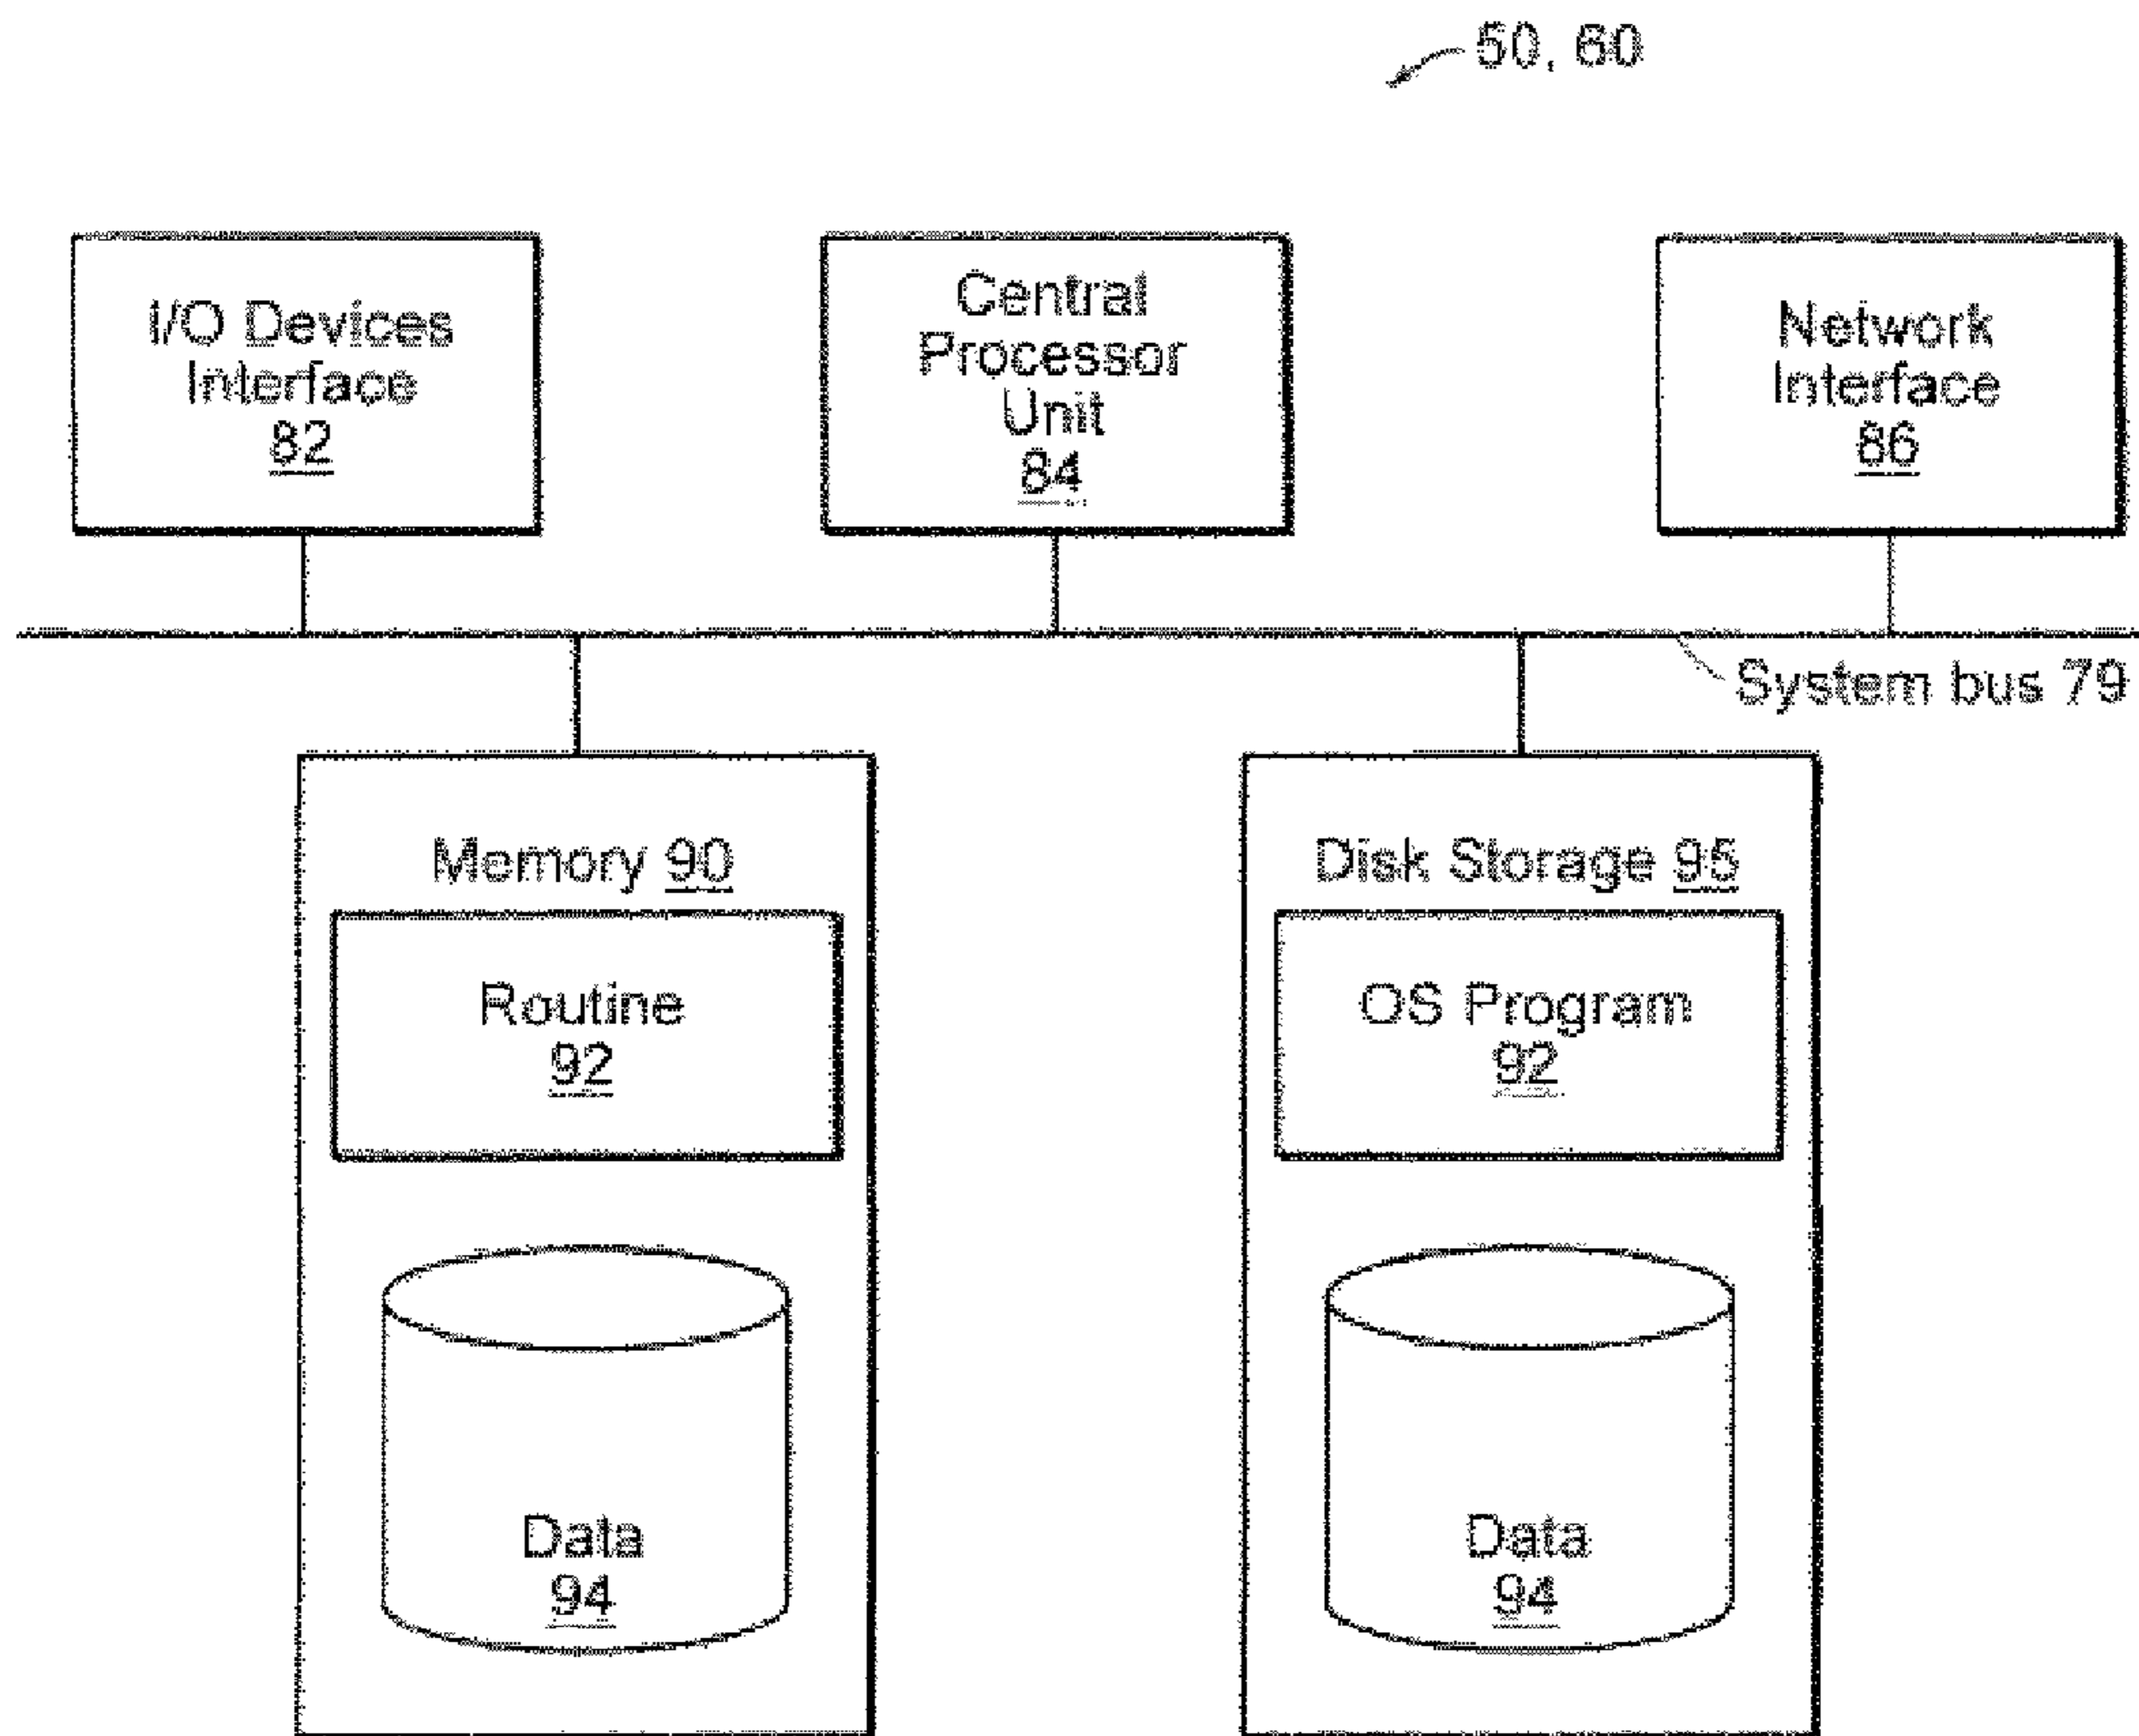 50, 60
I/O Devices
Interface
82
Central
Processor
Unit
84
Network
Interface
86
System bus 79
Memory 90
Routine
92
Data
94
Disk Storage 95
OS Program
92
Data
94